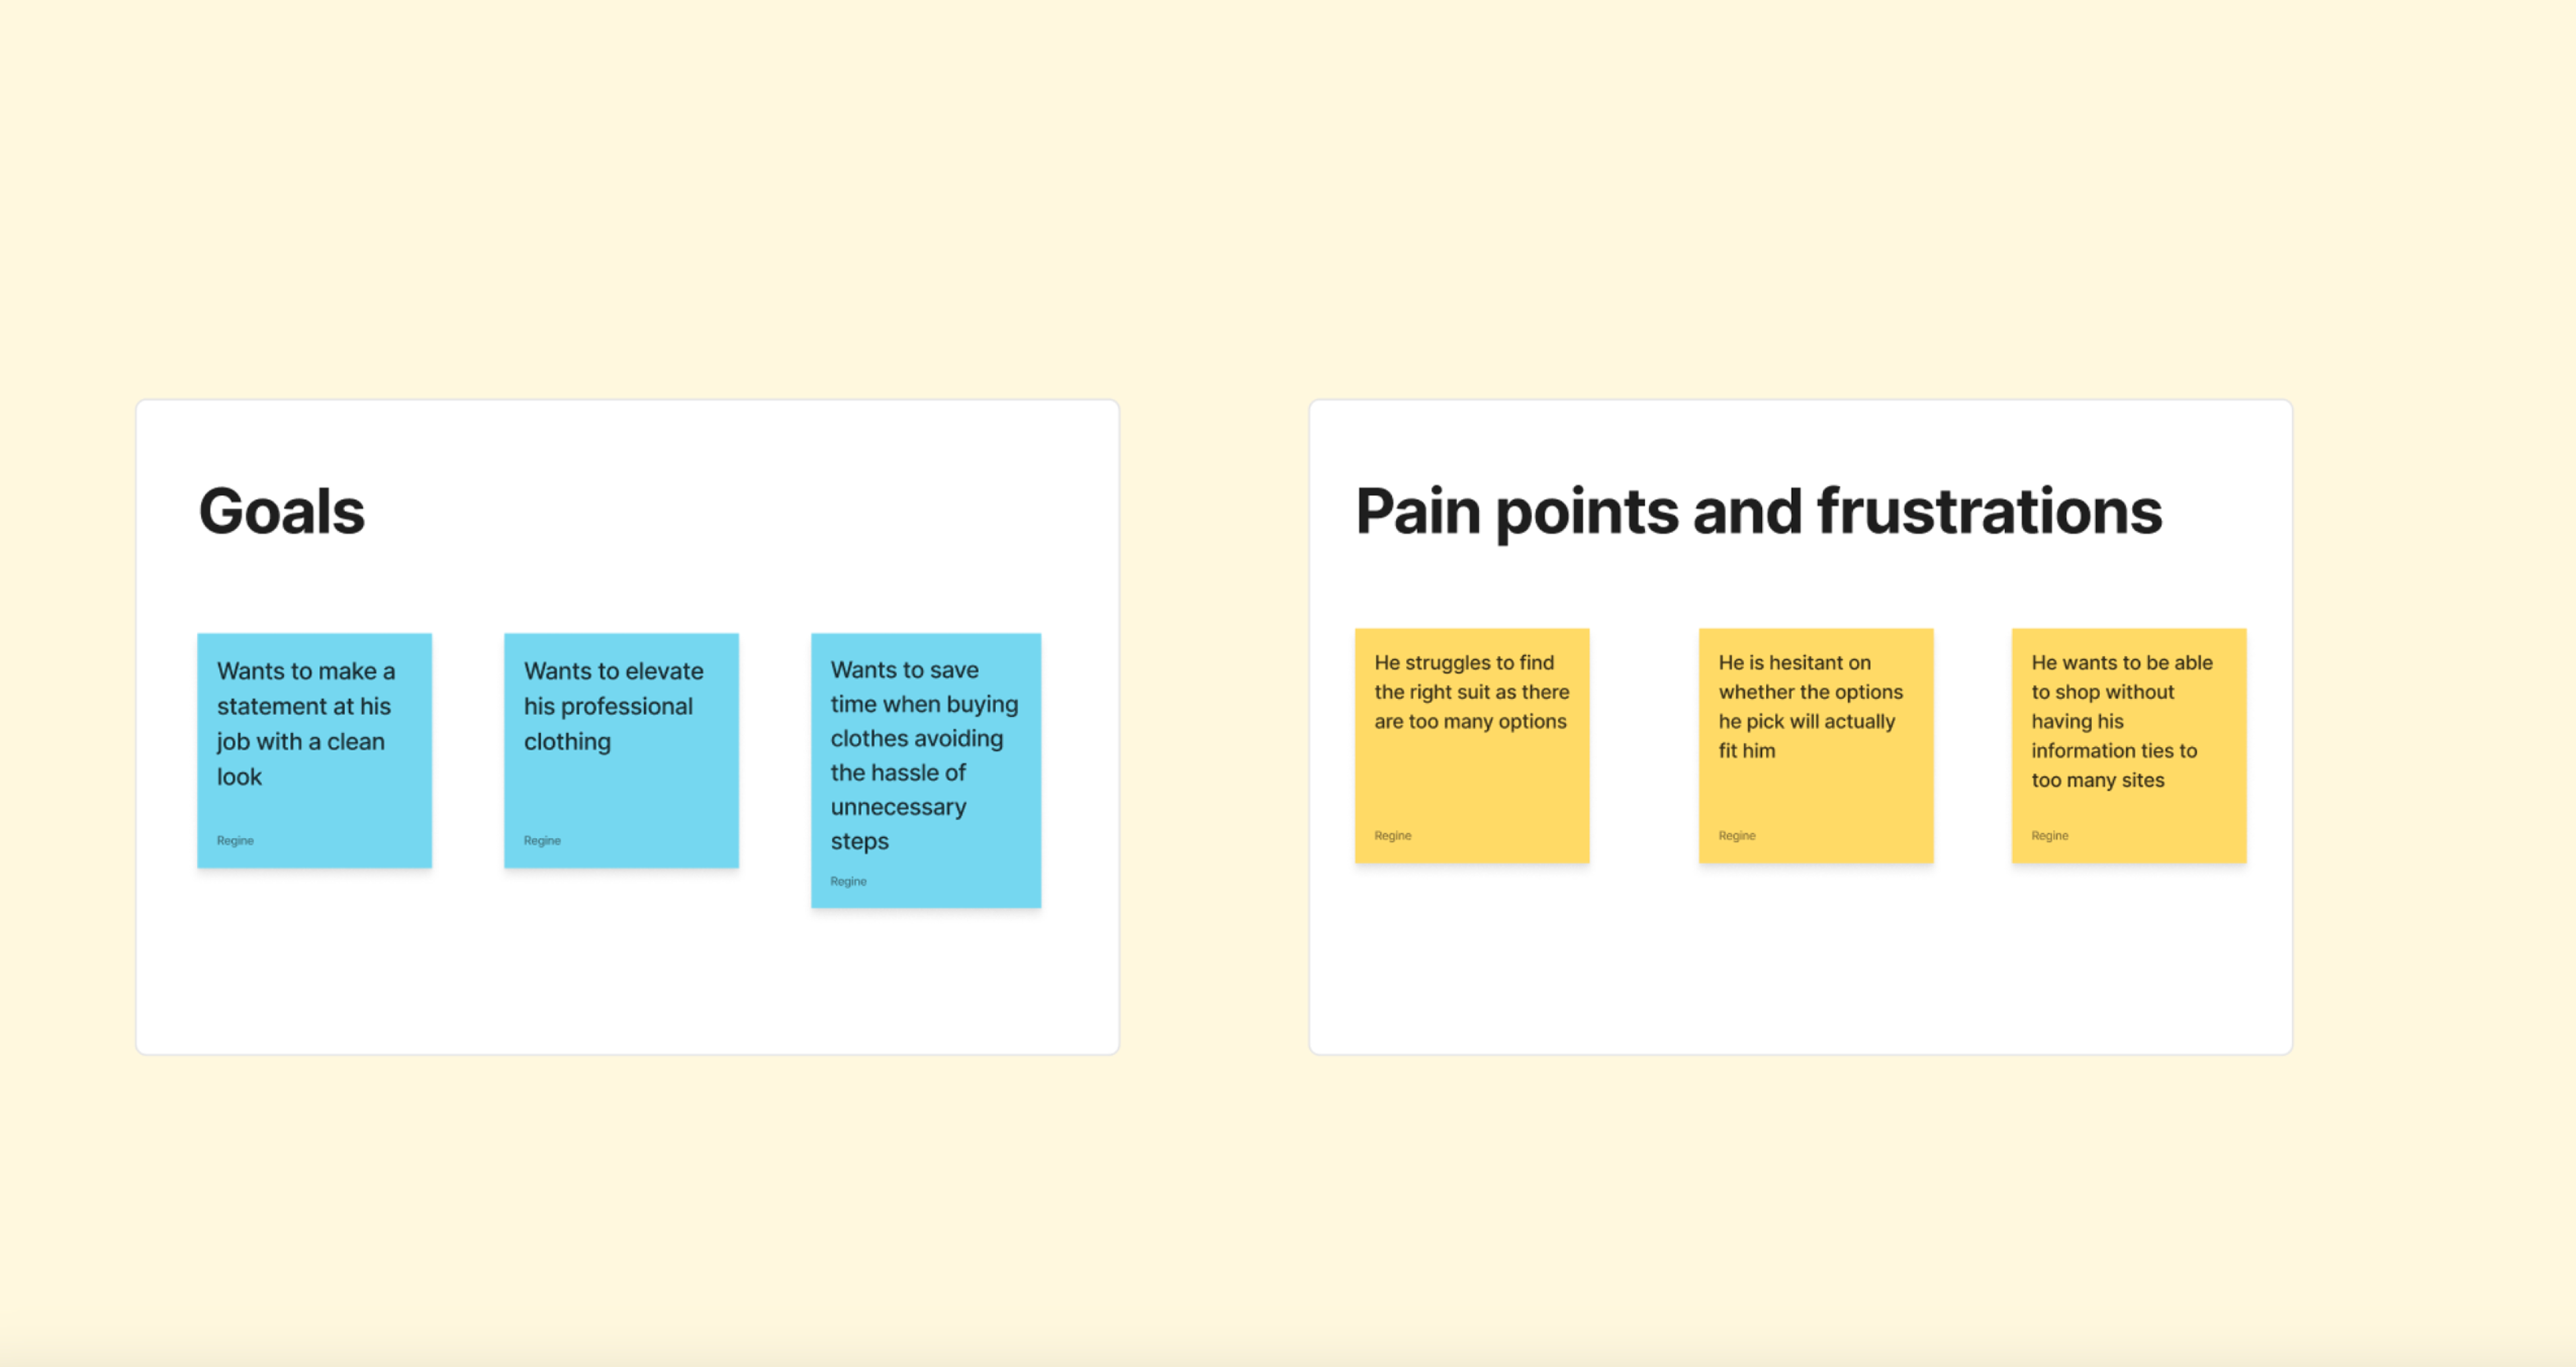 Goals
Wants to make a
statement at his
job with a clean
look
Regine
Wants to elevate
his professional
clothing
Regine
Wants to save
time when buying
clothes avoiding
the hassle of
unnecessary
steps
Regine
Pain points and frustrations
He struggles to find
the right suit as there
are too many options
Regine
He is hesitant on
whether the options
he pick will actually
fit him
Regine
He wants to be able
to shop without
having his
information ties to
too many sites
Regine